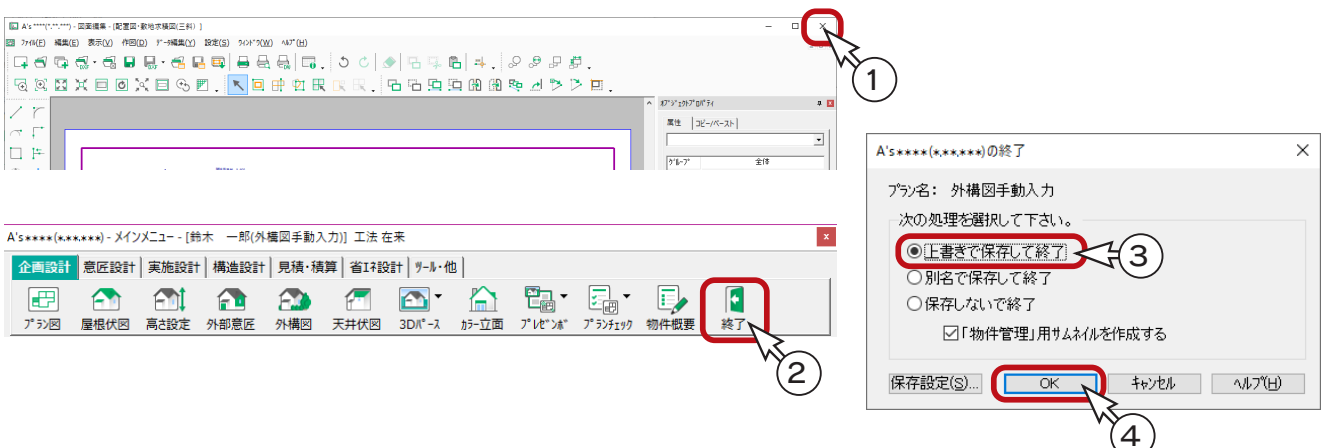 A's ****(*.**.***) - 図面編集 - [配置図・敷地求積図(三斜) ]
ﾌｧｲﾙ(F) 編集(E) 表示(V) 作図(D) ﾃﾞｰﾀ編集(Y) 設定(S) ｳｨﾝﾄﾞｳ(W) ﾍﾙﾌﾟ(H)
①
ｵﾌﾞｼﾞｪｸﾄﾌﾟﾛﾊﾟﾃｨ
属性 ｺﾋﾟｰ/ﾍﾟｰｽﾄ
ｸﾞﾙｰﾌﾟ 全体
A's****(*.**.***) - ﾒｲﾝﾒﾆｭｰ - [鈴木 一郎(外構図手動入力)] 工法 在来
企画設計 意匠設計 実施設計 構造設計 見積・積算 省ｴﾈ設計 ﾂｰﾙ・他
ﾌﾟﾗﾝ図 屋根伏図 高さ設定 外部意匠 外構図 天井伏図 3Dﾊﾟｰｽ ｶﾗｰ立面 ﾌﾟﾚｾﾞﾝﾎﾞ ﾌﾟﾗﾝﾁｪｯｸ 物件概要 終了
②
A's****(*.**.***)の終了
ﾌﾟﾗﾝ名: 外構図手動入力
次の処理を選択して下さい。
上書きで保存して終了
③
別名で保存して終了
保存しないで終了
「物件管理」用ｻﾑﾈｲﾙを作成する
保存設定(S)... OK ｷｬﾝｾﾙ ﾍﾙﾌﾟ(H)
④